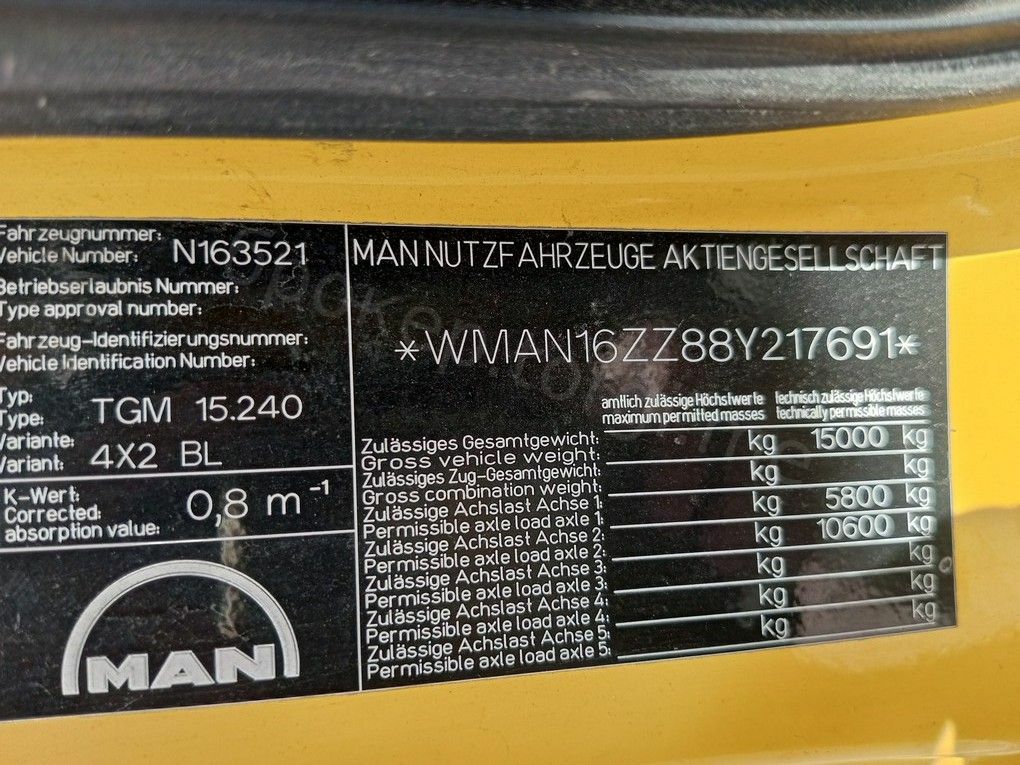 Fahrzeugnummer:
Vehicle Number: N163521
Betriebserlaubnis Nummer:
Type approval number:
Fahrzeug-Identifizierungsnummer:
Vehicle Identification Number:
Typ:
Type: TGM 15.240
Variante:
Variant: 4X2 BL
K-Wert:
Corrected:
absorption value: 0,8 m⁻¹
MAN
MAN NUTZFAHRZEUGE AKTIENGESELLSCHAFT
*WMAN16ZZ88Y217691*
amtlich zulässige Höchstwerte technisch zulässige Höchstwerte
maximum permitted masses technically permissible masses
Zulässiges Gesamtgewicht:
Gross vehicle weight: kg 15000 kg
Zulässiges Zug-Gesamtgewicht:
Gross combination weight: kg kg
Zulässige Achslast Achse 1:
Permissible axle load axle 1: kg 5800 kg
Zulässige Achslast Achse 2:
Permissible axle load axle 2: kg 10600 kg
Zulässige Achslast Achse 3:
Permissible axle load axle 3: kg kg
Zulässige Achslast Achse 4:
Permissible axle load axle 4: kg kg
Zulässige Achslast Achse 5:
Permissible axle load axle 5: kg kg